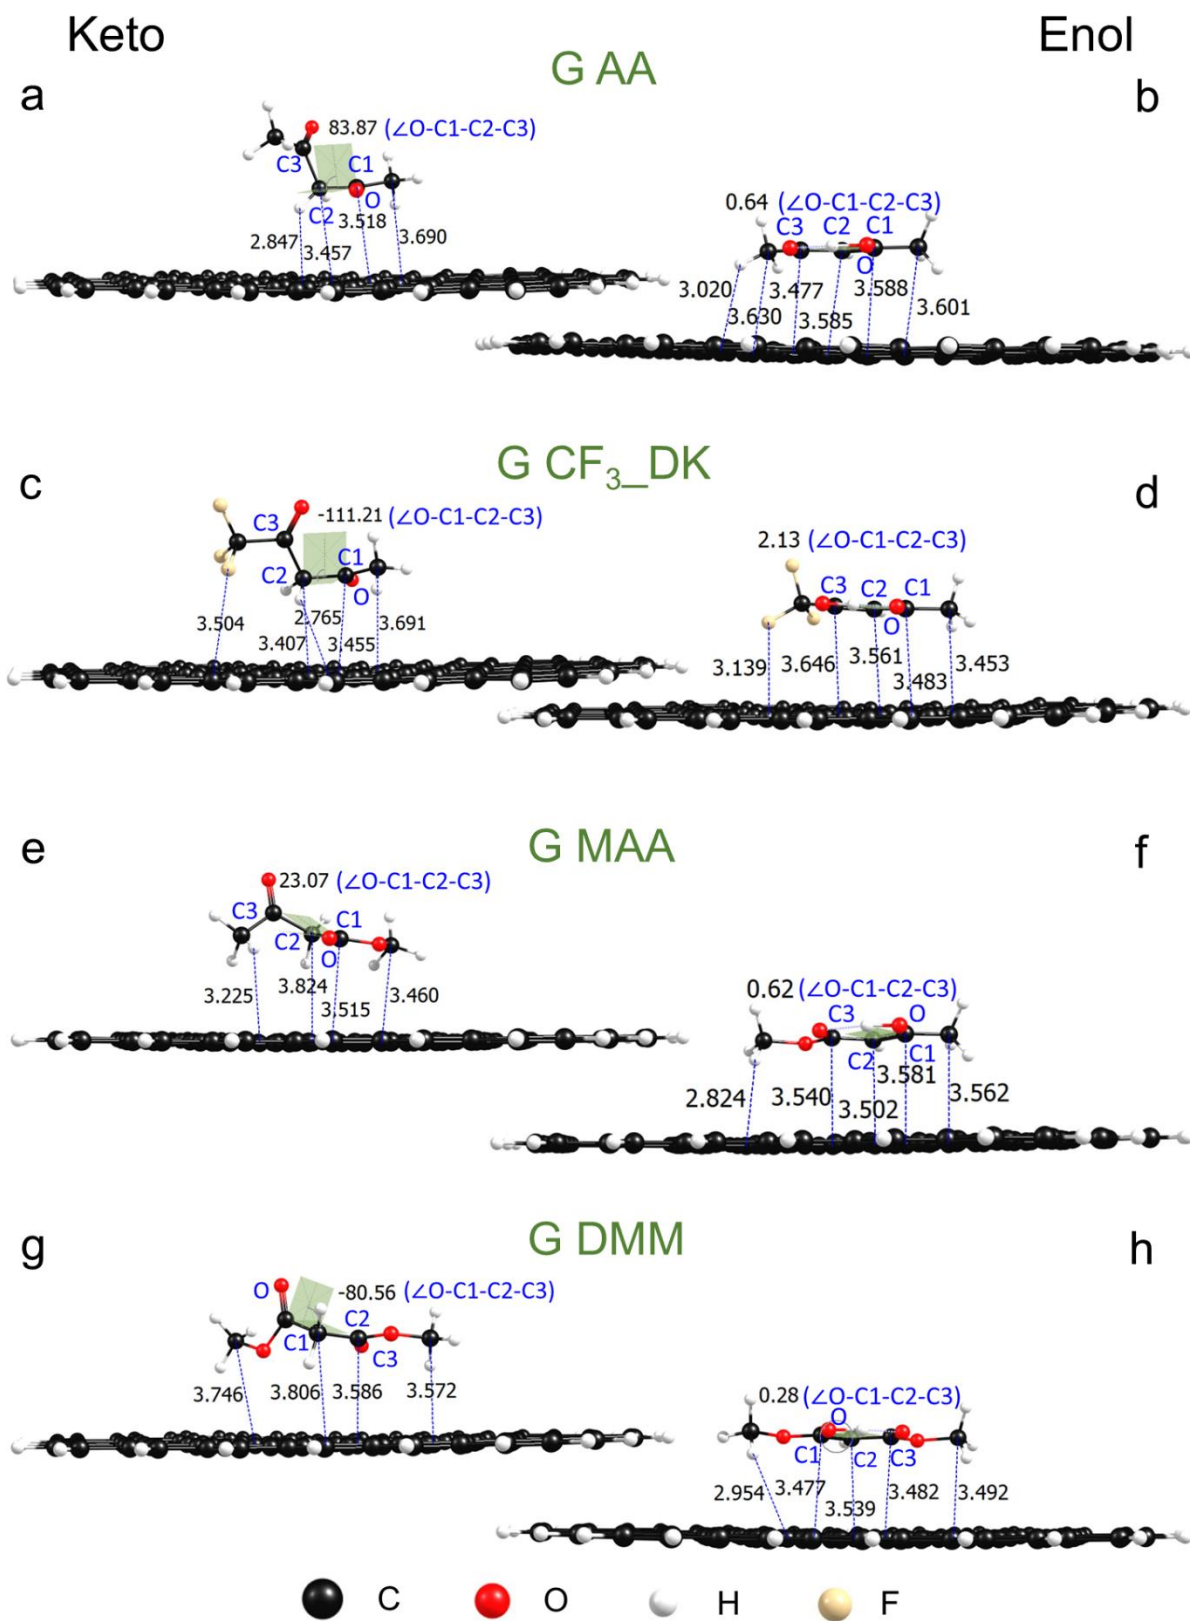 Keto
Enol
G AA
a
b
83.87 (∠O-C1-C2-C3)
C3
C1
O
C2
3.518
2.847
3.457
3.690
0.64 (∠O-C1-C2-C3)
C3
C2
C1
O
3.020
3.477
3.588
3.630
3.585
3.601
G CF₃_DK
c
d
-111.21 (∠O-C1-C2-C3)
C3
C1
C2
O
3.504
2.765
3.691
3.407
3.455
2.13 (∠O-C1-C2-C3)
C3
C2
C1
O
3.139
3.646
3.561
3.453
3.483
G MAA
e
f
23.07 (∠O-C1-C2-C3)
C3
C1
C2
O
3.225
3.824
3.460
3.515
0.62 (∠O-C1-C2-C3)
C3
O
C2
C1
3.581
2.824
3.540
3.562
3.502
G DMM
g
h
-80.56 (∠O-C1-C2-C3)
O
C2
C1
C3
3.746
3.806
3.586
3.572
0.28 (∠O-C1-C2-C3)
O
C1
C2
C3
2.954
3.477
3.482
3.492
3.539
C
O
H
F